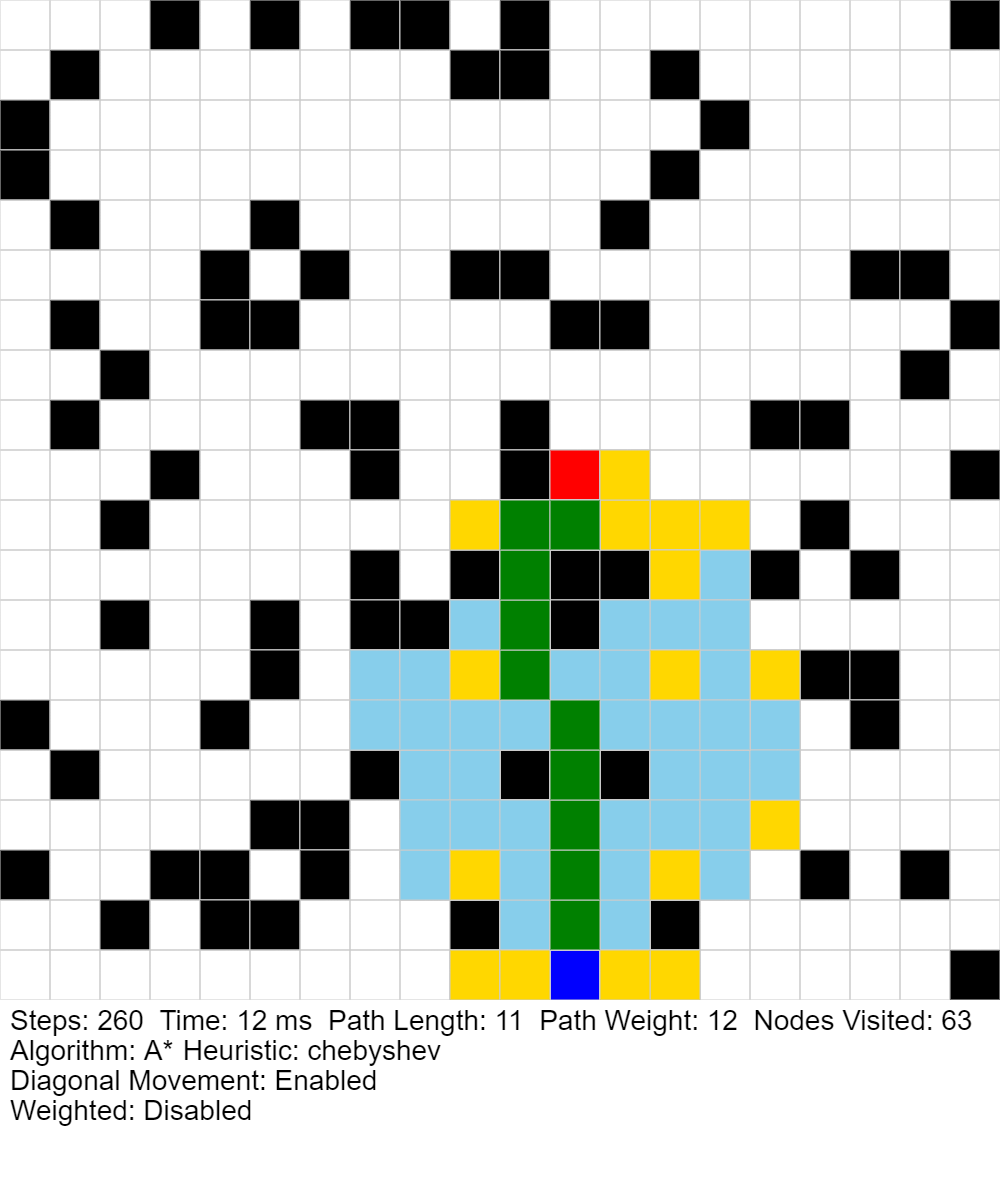 Steps: 260  Time: 12 ms  Path Length: 11  Path Weight: 12  Nodes Visited: 63
Algorithm: A* Heuristic: chebyshev
Diagonal Movement: Enabled
Weighted: Disabled